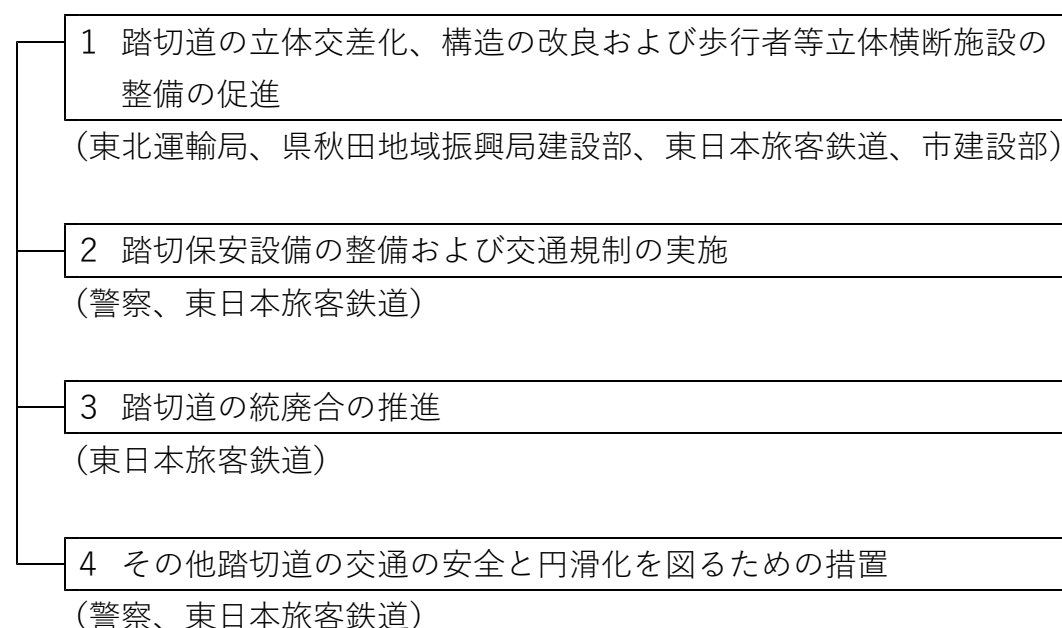 1 踏切道の立体交差化、構造の改良および歩行者等立体横断施設の
整備の促進
(東北運輸局、県秋田地域振興局建設部、東日本旅客鉄道、市建設部)
2 踏切保安設備の整備および交通規制の実施
(警察、東日本旅客鉄道)
3 踏切道の統廃合の推進
(東日本旅客鉄道)
4 その他踏切道の交通の安全と円滑化を図るための措置
(警察、東日本旅客鉄道)